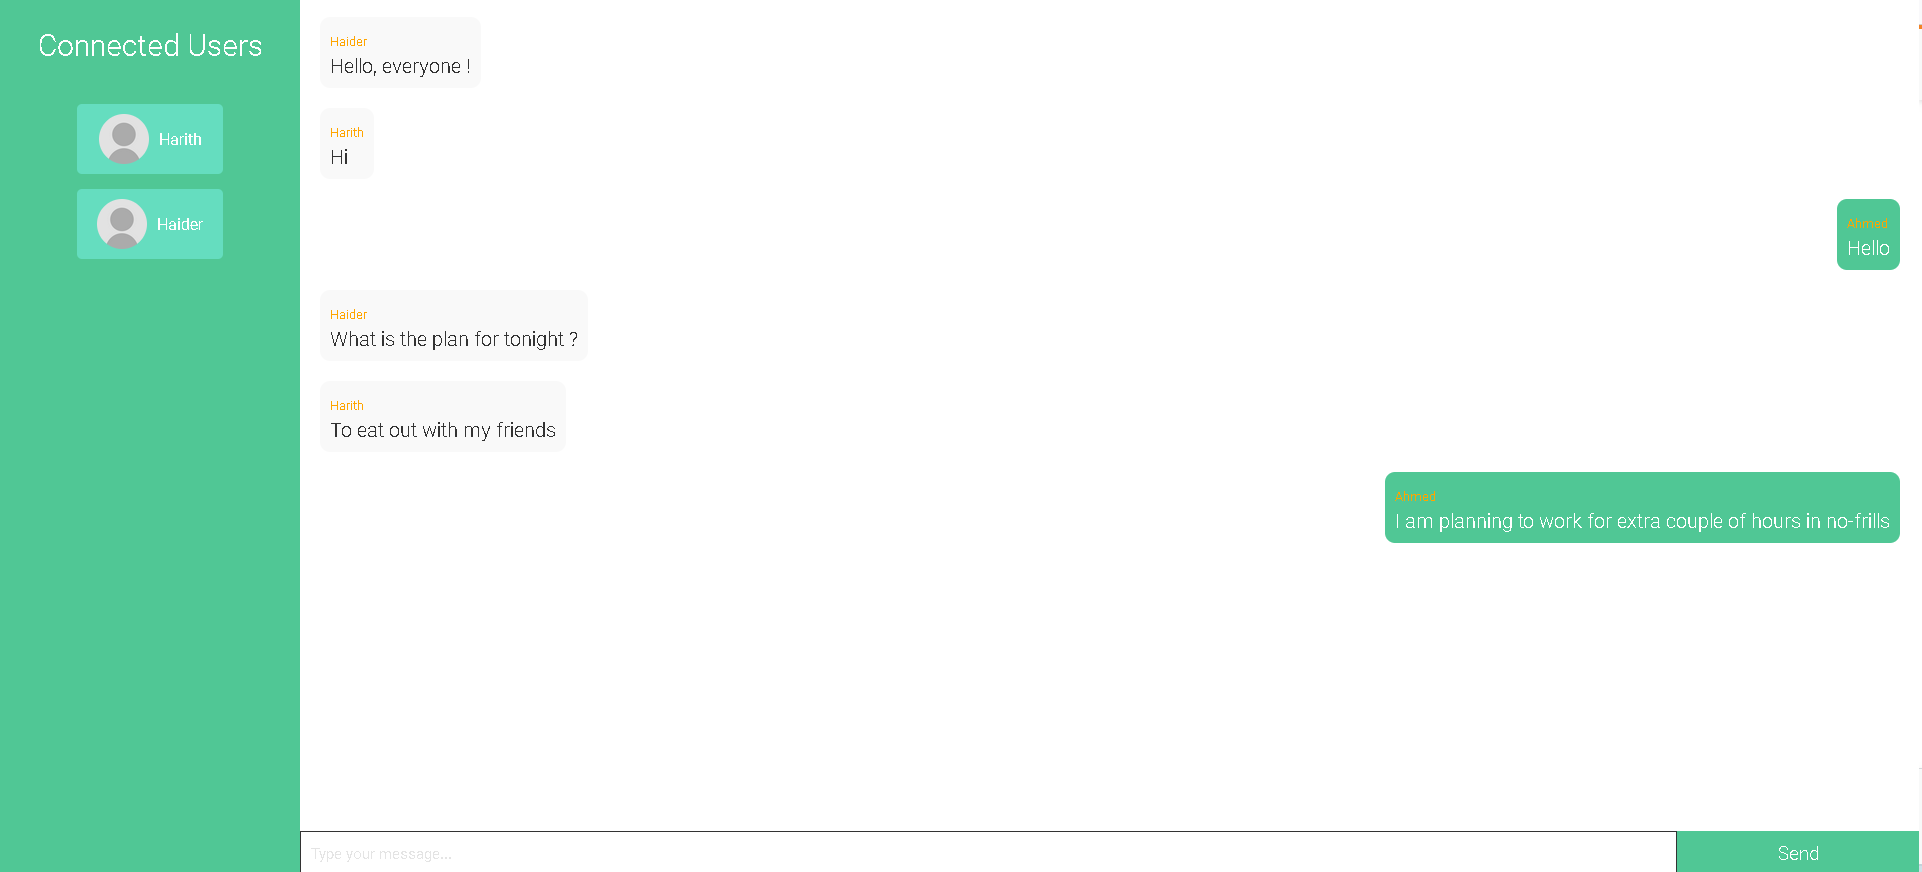 Connected Users
Harith
Haider
Haider
Hello, everyone !
Harith
Hi
Ahmed
Hello
Haider
What is the plan for tonight ?
Harith
To eat out with my friends
Ahmed
I am planning to work for extra couple of hours in no-frills
Type your message...
Send